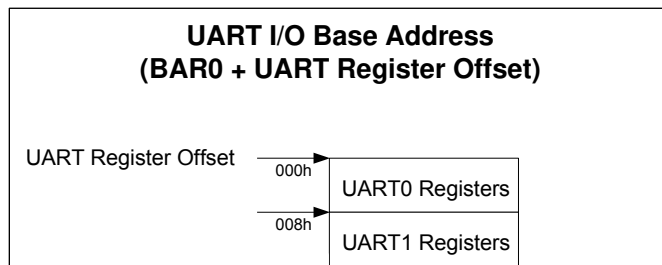 UART I/O Base Address
(BAR0 + UART Register Offset)
UART Register Offset
000h
UART0 Registers
008h
UART1 Registers